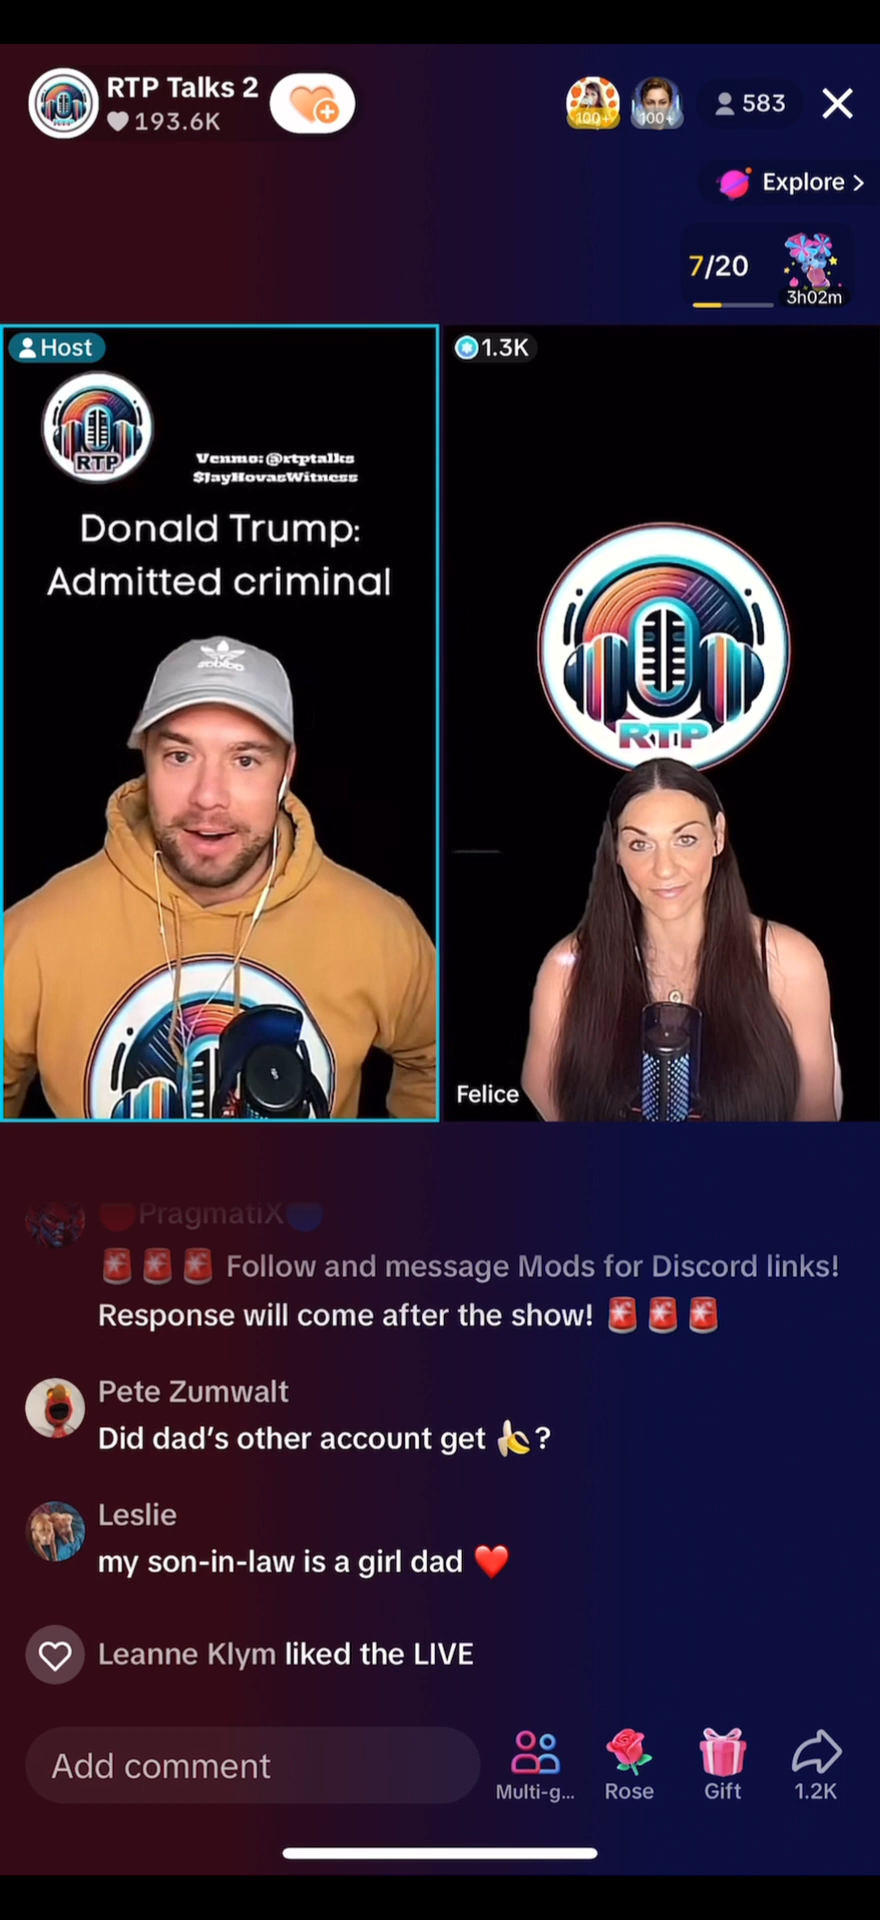 RTP Talks 2
193.6K
100+
100+
583
Explore >
7/20
3h02m
Host
1.3K
RTP
Venmo: @rtptalks
$JayHovasWitness
Donald Trump:
Admitted criminal
adidas
RTP
Felice
🔴PragmatiX🔵
🚨🚨🚨 Follow and message Mods for Discord links!
Response will come after the show! 🚨🚨🚨
Pete Zumwalt
Did dad's other account get 🍌?
Leslie
my son-in-law is a girl dad ❤️
Leanne Klym liked the LIVE
Add comment
Multi-g...
Rose
Gift
1.2K